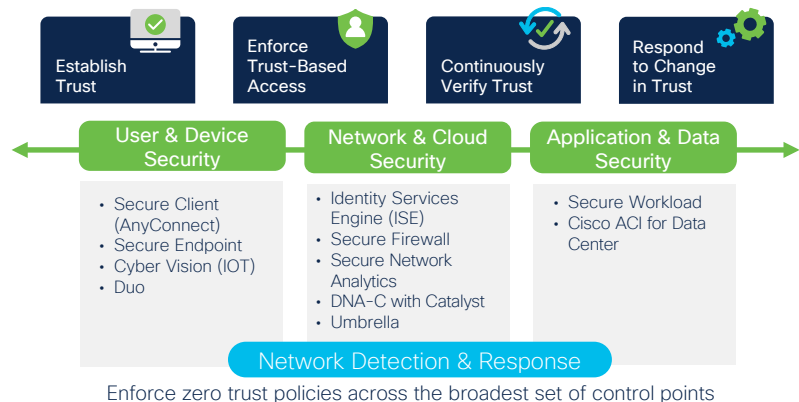 Establish
Trust
Enforce
Trust-Based
Access
Continuously
Verify Trust
Respond
to Change
in Trust
User & Device
Security
Network & Cloud
Security
Application & Data
Security
• Secure Client
(AnyConnect)
• Secure Endpoint
• Cyber Vision (IOT)
• Duo
• Identity Services
Engine (ISE)
• Secure Firewall
• Secure Network
Analytics
• DNA-C with Catalyst
• Umbrella
• Secure Workload
• Cisco ACI for Data
Center
Network Detection & Response
Enforce zero trust policies across the broadest set of control points